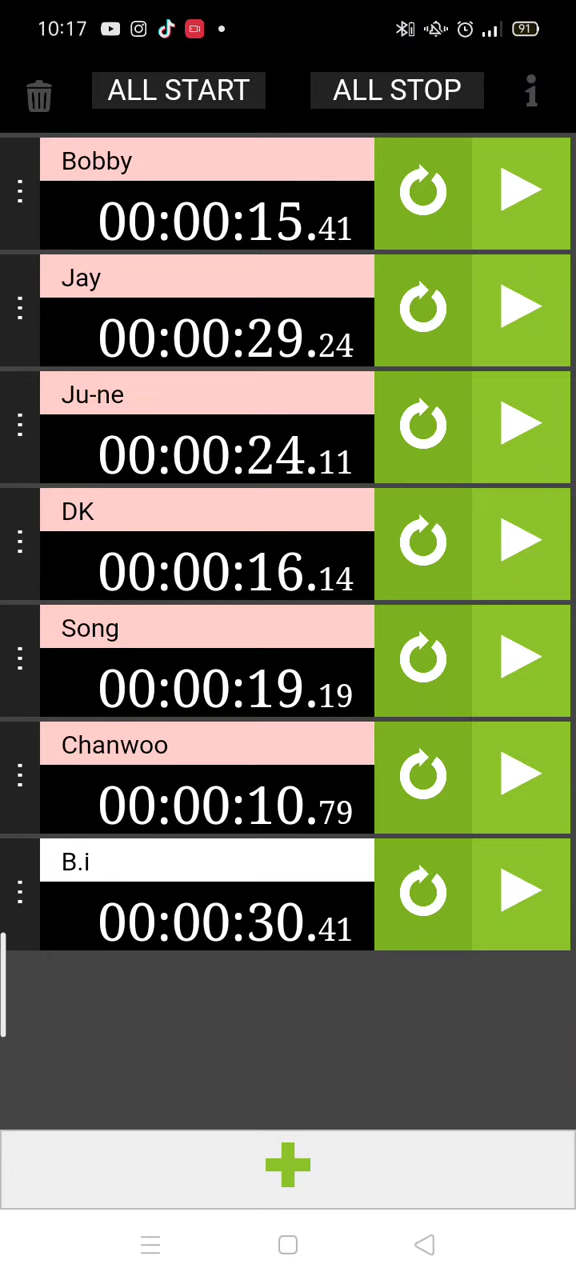 10:17
91
ALL START
ALL STOP
Bobby
00:00:15.41
Jay
00:00:29.24
Ju-ne
00:00:24.11
DK
00:00:16.14
Song
00:00:19.19
Chanwoo
00:00:10.79
B.i
00:00:30.41